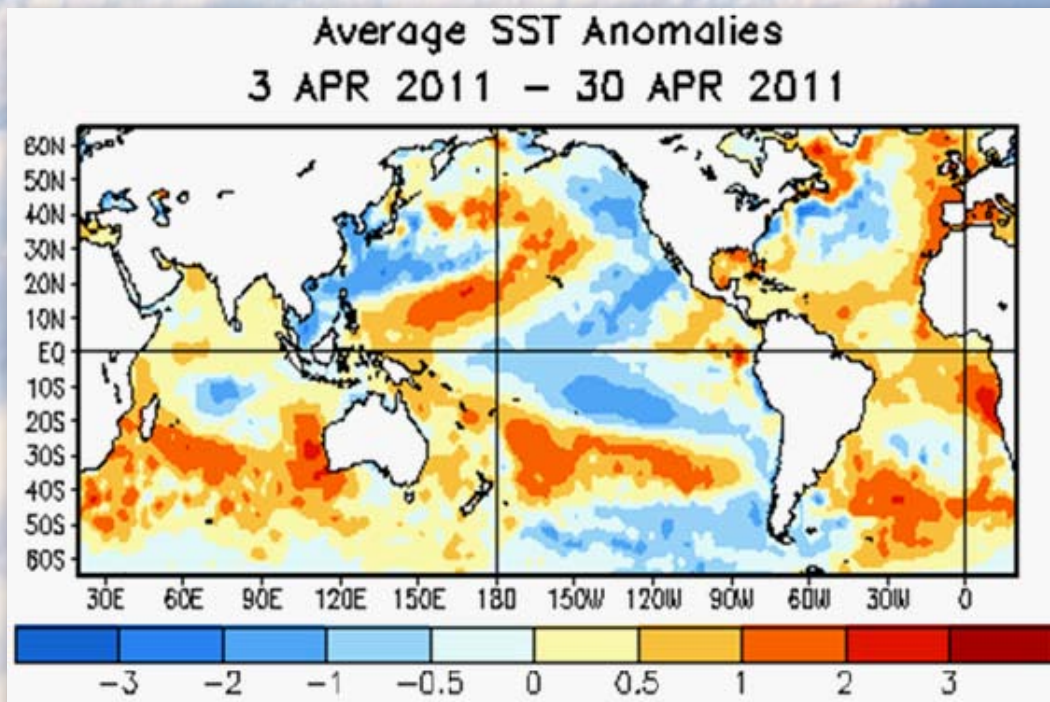 Average SST Anomalies
3 APR 2011 – 30 APR 2011
60N
50N
40N
30N
20N
10N
EQ
10S
20S
30S
40S
50S
60S
30E 60E 90E 120E 150E 180 150W 120W 90W 60W 30W 0
−3 −2 −1 −0.5 0 0.5 1 2 3